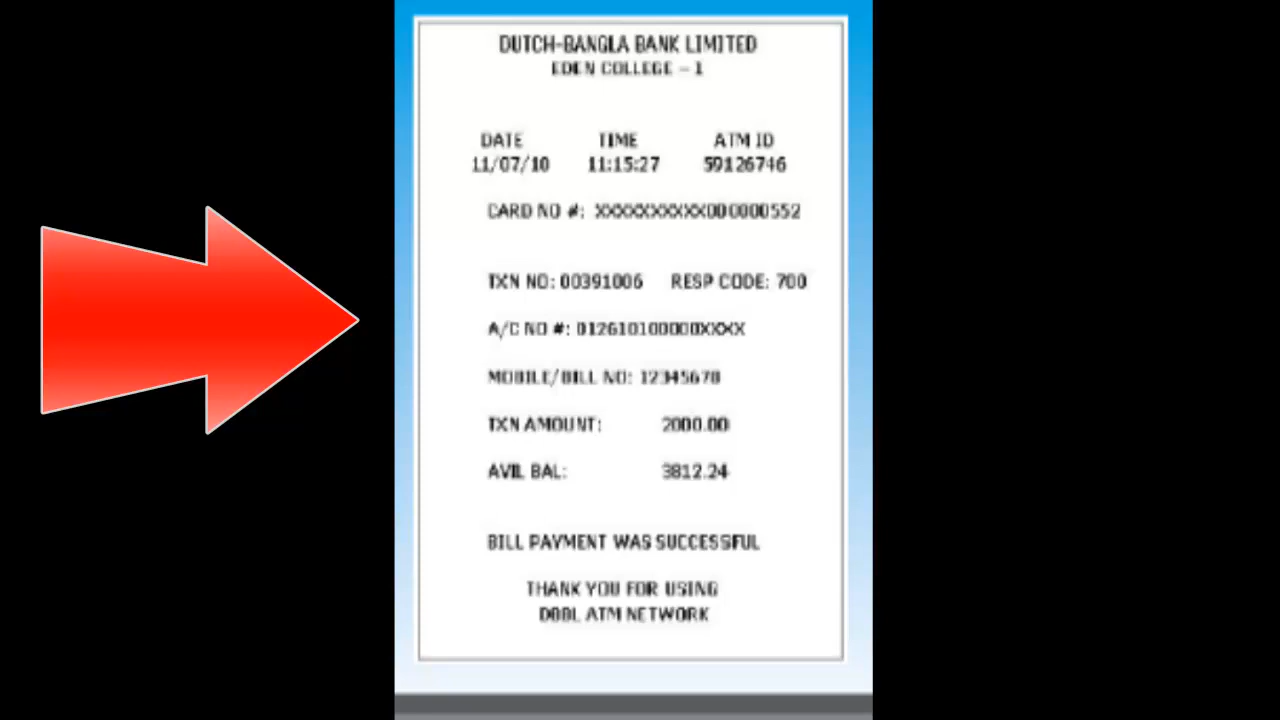 DUTCH-BANGLA BANK LIMITED
EDEN COLLEGE - 1
DATE TIME ATM ID
11/07/10 11:15:27 59126746
CARD NO #: XXXXXXXXXX000000552
TXN NO: 00391006 RESP CODE: 700
A/C NO #: 012610100000XXXX
MOBILE/BILL NO: 12345678
TXN AMOUNT: 2000.00
AVIL BAL: 3812.24
BILL PAYMENT WAS SUCCESSFUL
THANK YOU FOR USING
DBBL ATM NETWORK